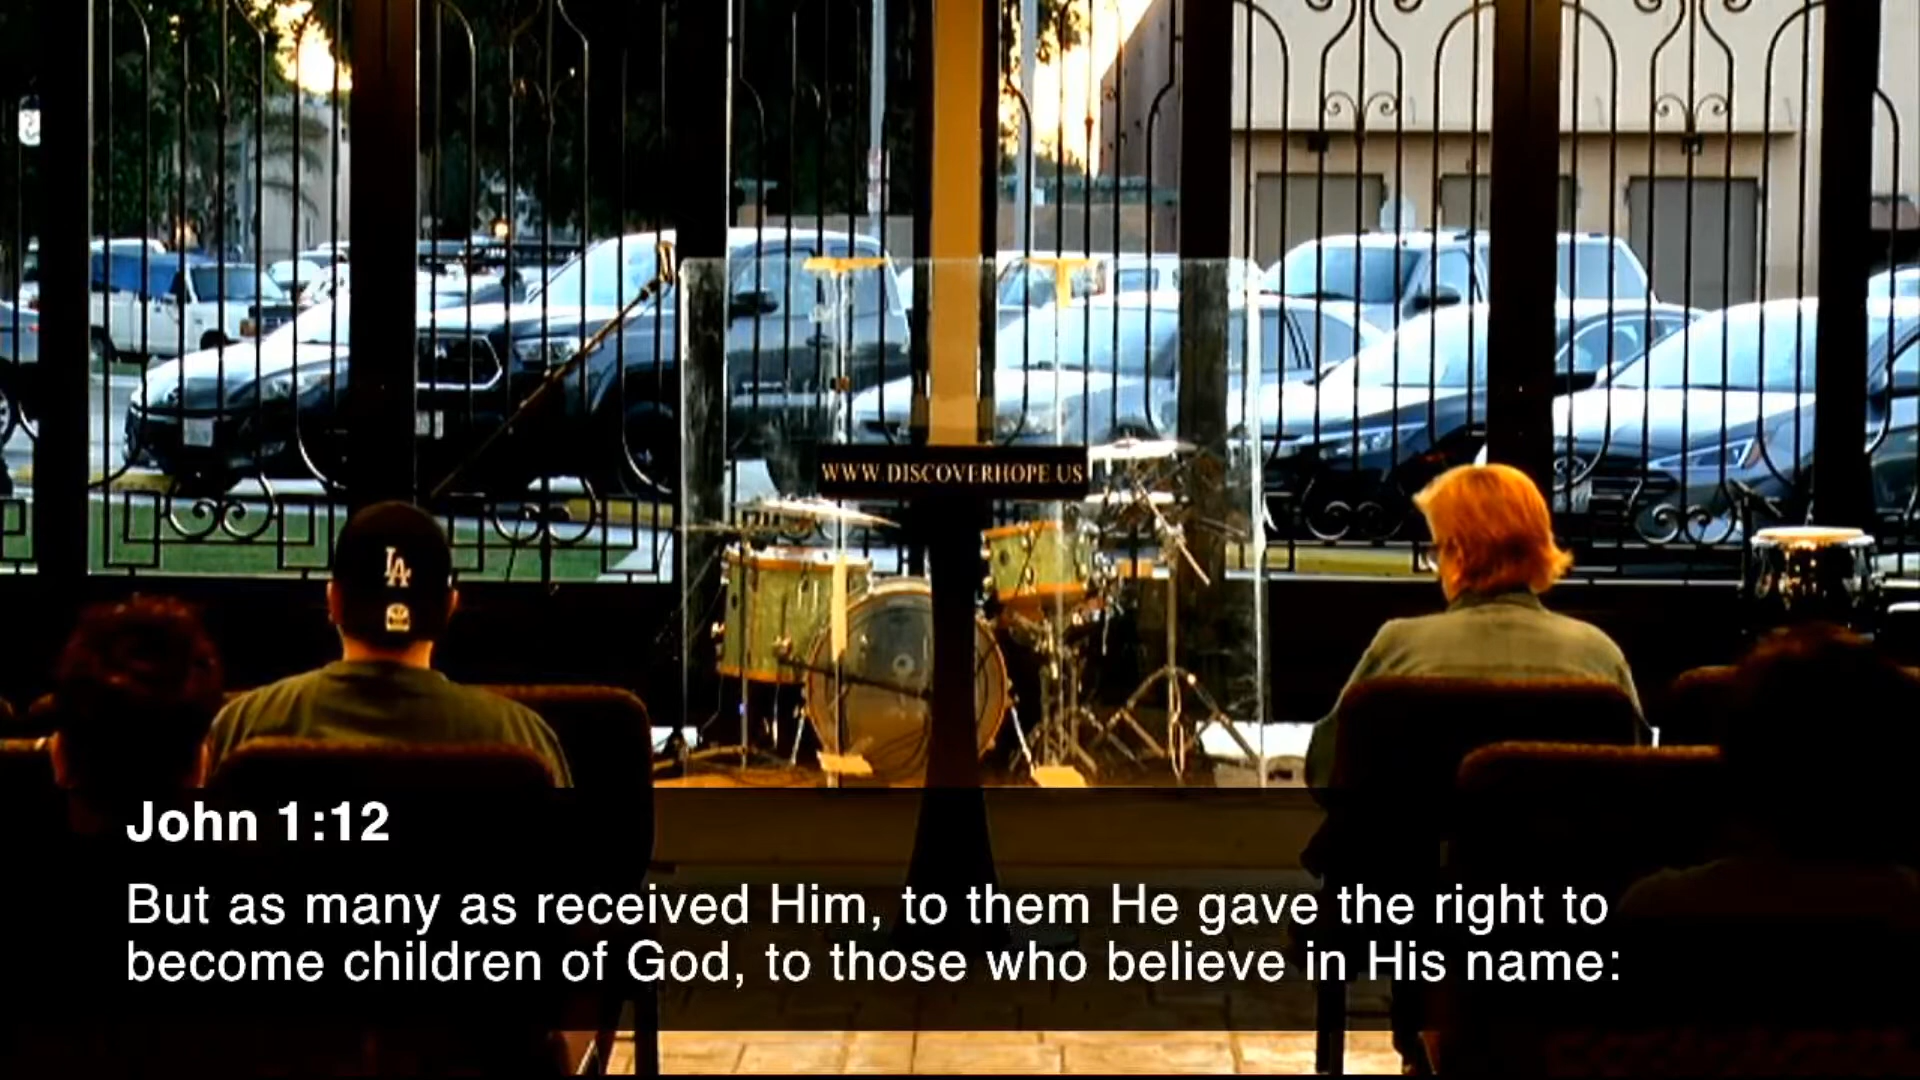 WWW.DISCOVERHOPE.US
LA
John 1:12
But as many as received Him, to them He gave the right to
become children of God, to those who believe in His name: